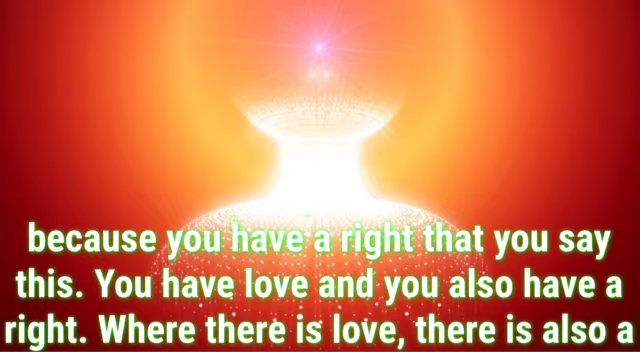 because you have a right that you say
this. You have love and you also have a
right. Where there is love, there is also a